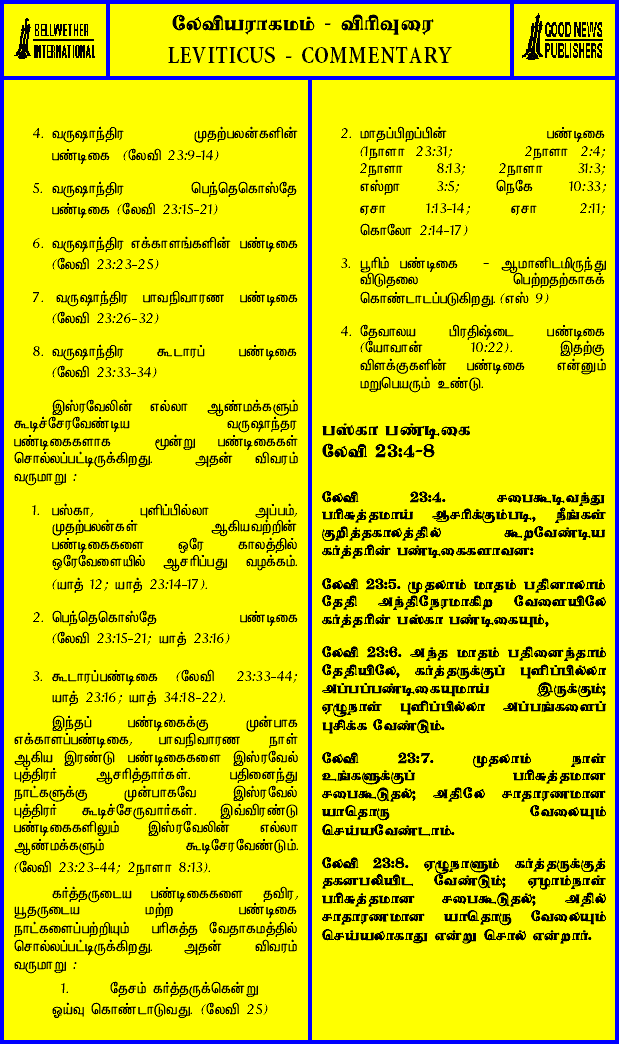 BELLWETHER
INTERNATIONAL
லேவியராகமம் - விரிவுரை
LEVITICUS - COMMENTARY
GOOD NEWS
PUBLISHERS
4. வருஷாந்திர முதற்பலன்களின்
பண்டிகை (லேவி 23:9-14)
5. வருஷாந்திர பெந்தெகொஸ்தே
பண்டிகை (லேவி 23:15-21)
6. வருஷாந்திர எக்காளங்களின் பண்டிகை
(லேவி 23:23-25)
7. வருஷாந்திர பாவநிவாரண பண்டிகை
(லேவி 23:26-32)
8. வருஷாந்திர கூடாரப் பண்டிகை
(லேவி 23:33-34)
இஸ்ரவேலின் எல்லா ஆண்மக்களும்
கூடிச்சேரவேண்டிய வருஷாந்தர
பண்டிகைகளாக மூன்று பண்டிகைகள்
சொல்லப்பட்டிருக்கிறது. அதன் விவரம்
வருமாறு :
1. பஸ்கா, புளிப்பில்லா அப்பம்,
முதற்பலன்கள் ஆகியவற்றின்
பண்டிகைகளை ஒரே காலத்தில்
ஒரேவேளையில் ஆசரிப்பது வழக்கம்.
(யாத் 12; யாத் 23:14-17).
2. பெந்தெகொஸ்தே பண்டிகை
(லேவி 23:15-21; யாத் 23:16)
3. கூடாரப்பண்டிகை (லேவி 23:33-44;
யாத் 23:16; யாத் 34:18-22).
இந்தப் பண்டிகைக்கு முன்பாக
எக்காளப்பண்டிகை, பாவநிவாரண நாள்
ஆகிய இரண்டு பண்டிகைகளை இஸ்ரவேல்
புத்திரர் ஆசரித்தார்கள். பதினைந்து
நாட்களுக்கு முன்பாகவே இஸ்ரவேல்
புத்திரர் கூடிச்சேருவார்கள். இவ்விரண்டு
பண்டிகைகளிலும் இஸ்ரவேலின் எல்லா
ஆண்மக்களும் கூடிசேரவேண்டும்.
(லேவி 23:23-44; 2நாளா 8:13).
கர்த்தருடைய பண்டிகைகளை தவிர,
யூதருடைய மற்ற பண்டிகை
நாட்களைப்பற்றியும் பரிசுத்த வேதாகமத்தில்
சொல்லப்பட்டிருக்கிறது. அதன் விவரம்
வருமாறு :
1. தேசம் கர்த்தருக்கென்று
ஓய்வு கொண்டாடுவது. (லேவி 25)
2. மாதப்பிறப்பின் பண்டிகை
(1நாளா 23:31; 2நாளா 2:4;
2நாளா 8:13; 2நாளா 31:3;
எஸ்றா 3:5; நெகே 10:33;
ஏசா 1:13-14; ஏசா 2:11;
கொலோ 2:14-17)
3. பூரிம் பண்டிகை - ஆமானிடமிருந்து
விடுதலை பெற்றதற்காகக்
கொண்டாடப்படுகிறது. (எஸ் 9)
4. தேவாலய பிரதிஷ்டை பண்டிகை
(யோவான் 10:22). இதற்கு
விளக்குகளின் பண்டிகை என்னும்
மறுபெயரும் உண்டு.
பஸ்கா பண்டிகை
லேவி 23:4-8
லேவி 23:4. சபைகூடிவந்து
பரிசுத்தமாய் ஆசரிக்கும்படி, நீங்கள்
குறித்தகாலத்தில் கூறவேண்டிய
கர்த்தரின் பண்டிகைகளாவன:
லேவி 23:5. முதலாம் மாதம் பதினாலாம்
தேதி அந்திநேரமாகிற வேளையிலே
கர்த்தரின் பஸ்கா பண்டிகையும்,
லேவி 23:6. அந்த மாதம் பதினைந்தாம்
தேதியிலே, கர்த்தருக்குப் புளிப்பில்லா
அப்பப்பண்டிகையுமாய் இருக்கும்;
ஏழுநாள் புளிப்பில்லா அப்பங்களைப்
புசிக்க வேண்டும்.
லேவி 23:7. முதலாம் நாள்
உங்களுக்குப் பரிசுத்தமான
சபைகூடுதல்; அதிலே சாதாரணமான
யாதொரு வேலையும்
செய்யவேண்டாம்.
லேவி 23:8. ஏழுநாளும் கர்த்தருக்குத்
தகனபலியிட வேண்டும்; ஏழாம்நாள்
பரிசுத்தமான சபைகூடுதல்; அதில்
சாதாரணமான யாதொரு வேலையும்
செய்யலாகாது என்று சொல் என்றார்.